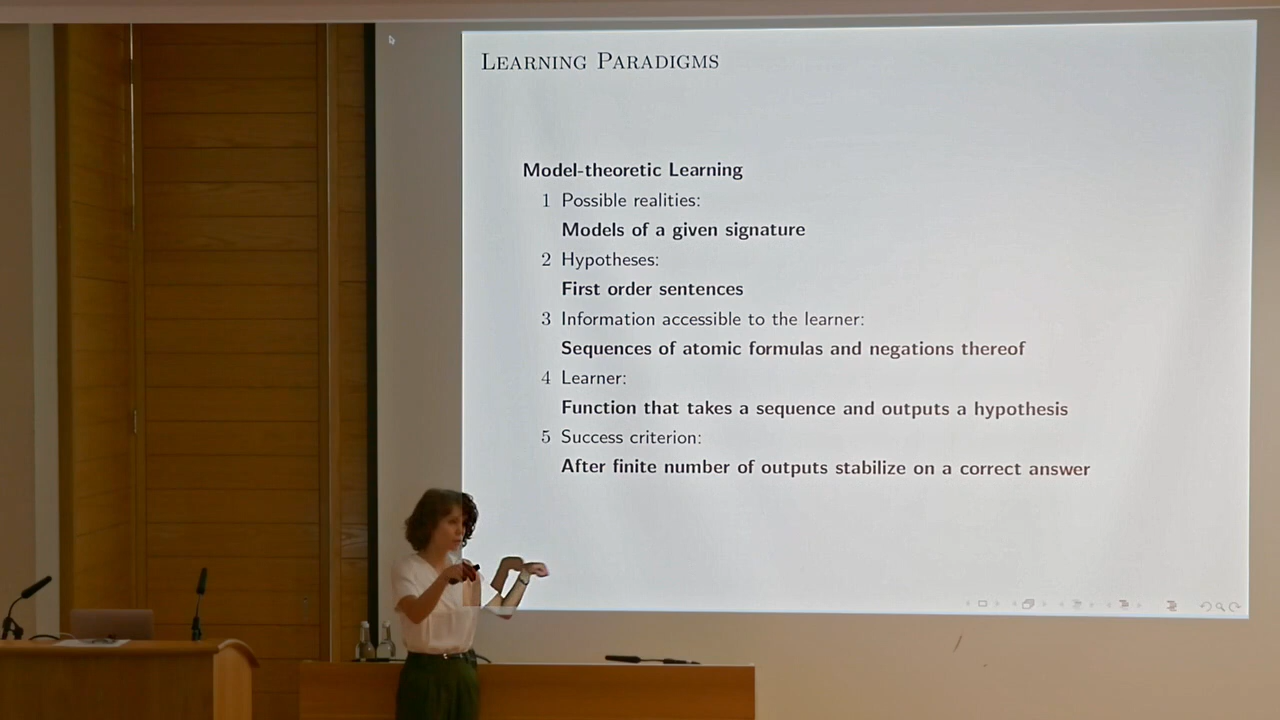 Learning Paradigms
Model-theoretic Learning
1 Possible realities:
Models of a given signature
2 Hypotheses:
First order sentences
3 Information accessible to the learner:
Sequences of atomic formulas and negations thereof
4 Learner:
Function that takes a sequence and outputs a hypothesis
5 Success criterion:
After finite number of outputs stabilize on a correct answer